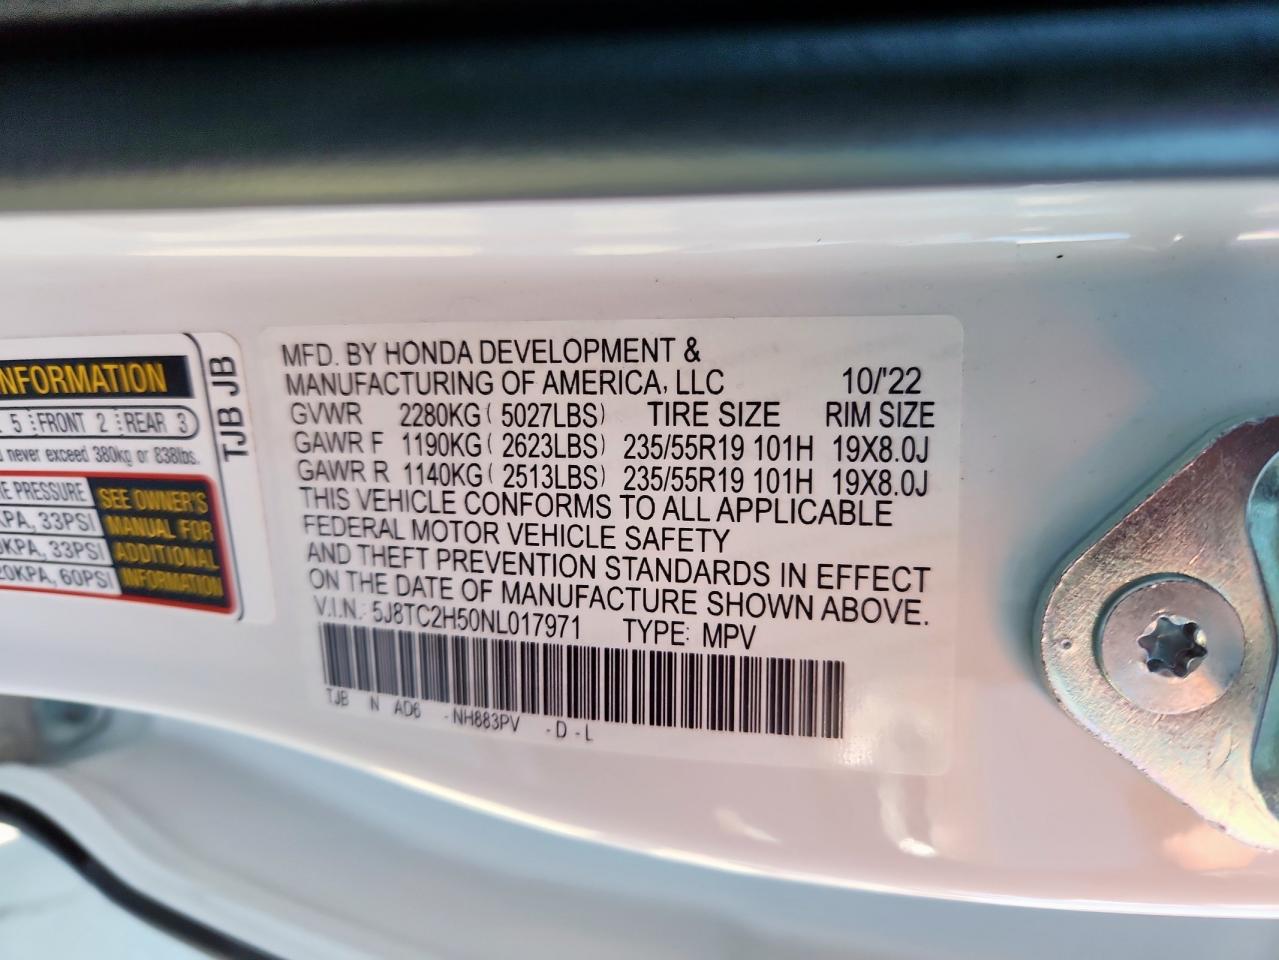 INFORMATION
5 FRONT 2 REAR 3
never exceed 380kg or 838lbs.
PRESSURE SEE OWNER'S
KPA, 33PSI MANUAL FOR
KPA, 33PSI ADDITIONAL
20KPA, 60PSI INFORMATION
TJB JB
MFD. BY HONDA DEVELOPMENT &
MANUFACTURING OF AMERICA, LLC 10/'22
GVWR 2280KG ( 5027LBS) TIRE SIZE RIM SIZE
GAWR F 1190KG ( 2623LBS) 235/55R19 101H 19X8.0J
GAWR R 1140KG ( 2513LBS) 235/55R19 101H 19X8.0J
THIS VEHICLE CONFORMS TO ALL APPLICABLE
FEDERAL MOTOR VEHICLE SAFETY
AND THEFT PREVENTION STANDARDS IN EFFECT
ON THE DATE OF MANUFACTURE SHOWN ABOVE.
V.I.N.: 5J8TC2H50NL017971 TYPE: MPV
TJB N AD6 -NH883PV -D-L